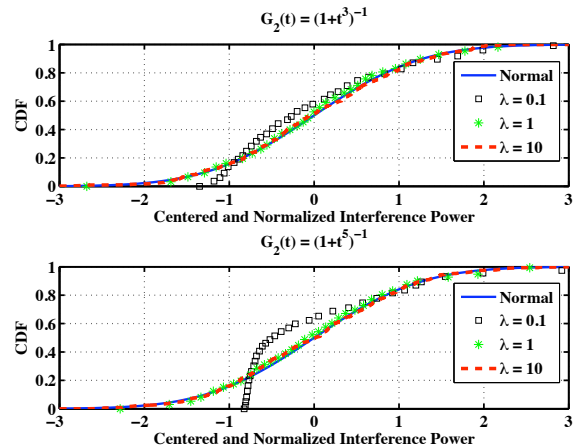 G₂(t) = (1+t³)⁻¹
1
0.8
0.6
0.4
0.2
0
CDF
Normal
λ = 0.1
λ = 1
λ = 10
−3 −2 −1 0 1 2 3
Centered and Normalized Interference Power
G₂(t) = (1+t⁵)⁻¹
1
0.8
0.6
0.4
0.2
0
CDF
Normal
λ = 0.1
λ = 1
λ = 10
−3 −2 −1 0 1 2 3
Centered and Normalized Interference Power